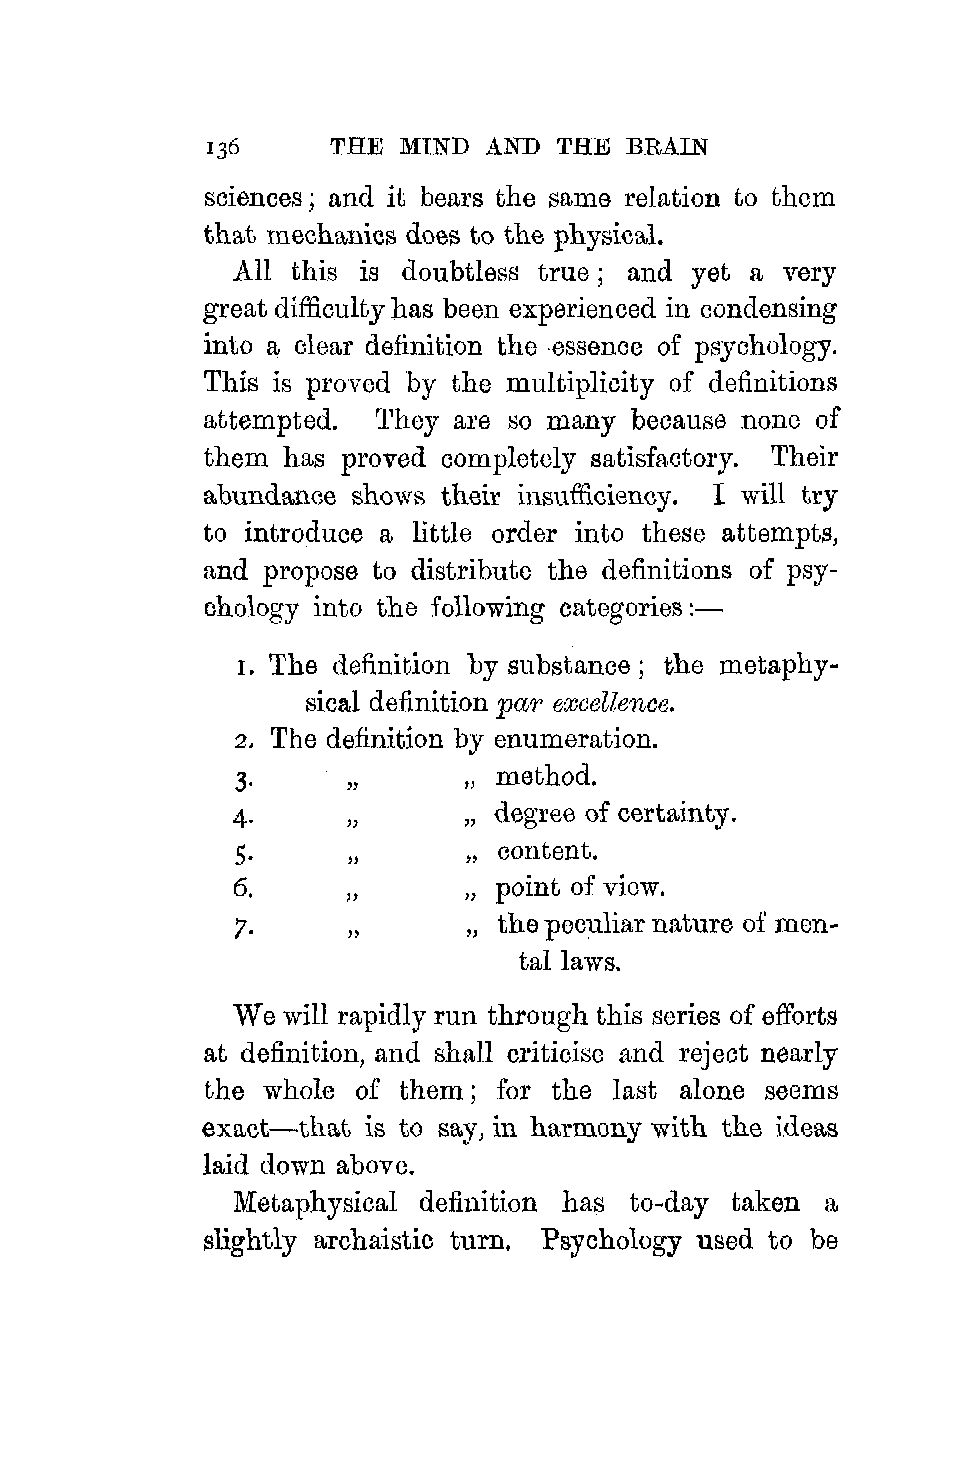 136 THE MIND AND THE BRAIN
sciences; and it bears the same relation to them
that mechanics does to the physical.
All this is doubtless true; and yet a very
great difficulty has been experienced in condensing
into a clear definition the essence of psychology.
This is proved by the multiplicity of definitions
attempted. They are so many because none of
them has proved completely satisfactory. Their
abundance shows their insufficiency. I will try
to introduce a little order into these attempts,
and propose to distribute the definitions of psy-
chology into the following categories:—
1. The definition by substance; the metaphy-
sical definition par excellence.
2. The definition by enumeration.
3. „ „ method.
4. „ „ degree of certainty.
5. „ „ content.
6. „ „ point of view.
7. „ „ the peculiar nature of men-
tal laws.
We will rapidly run through this series of efforts
at definition, and shall criticise and reject nearly
the whole of them; for the last alone seems
exact—that is to say, in harmony with the ideas
laid down above.
Metaphysical definition has to-day taken a
slightly archaistic turn. Psychology used to be